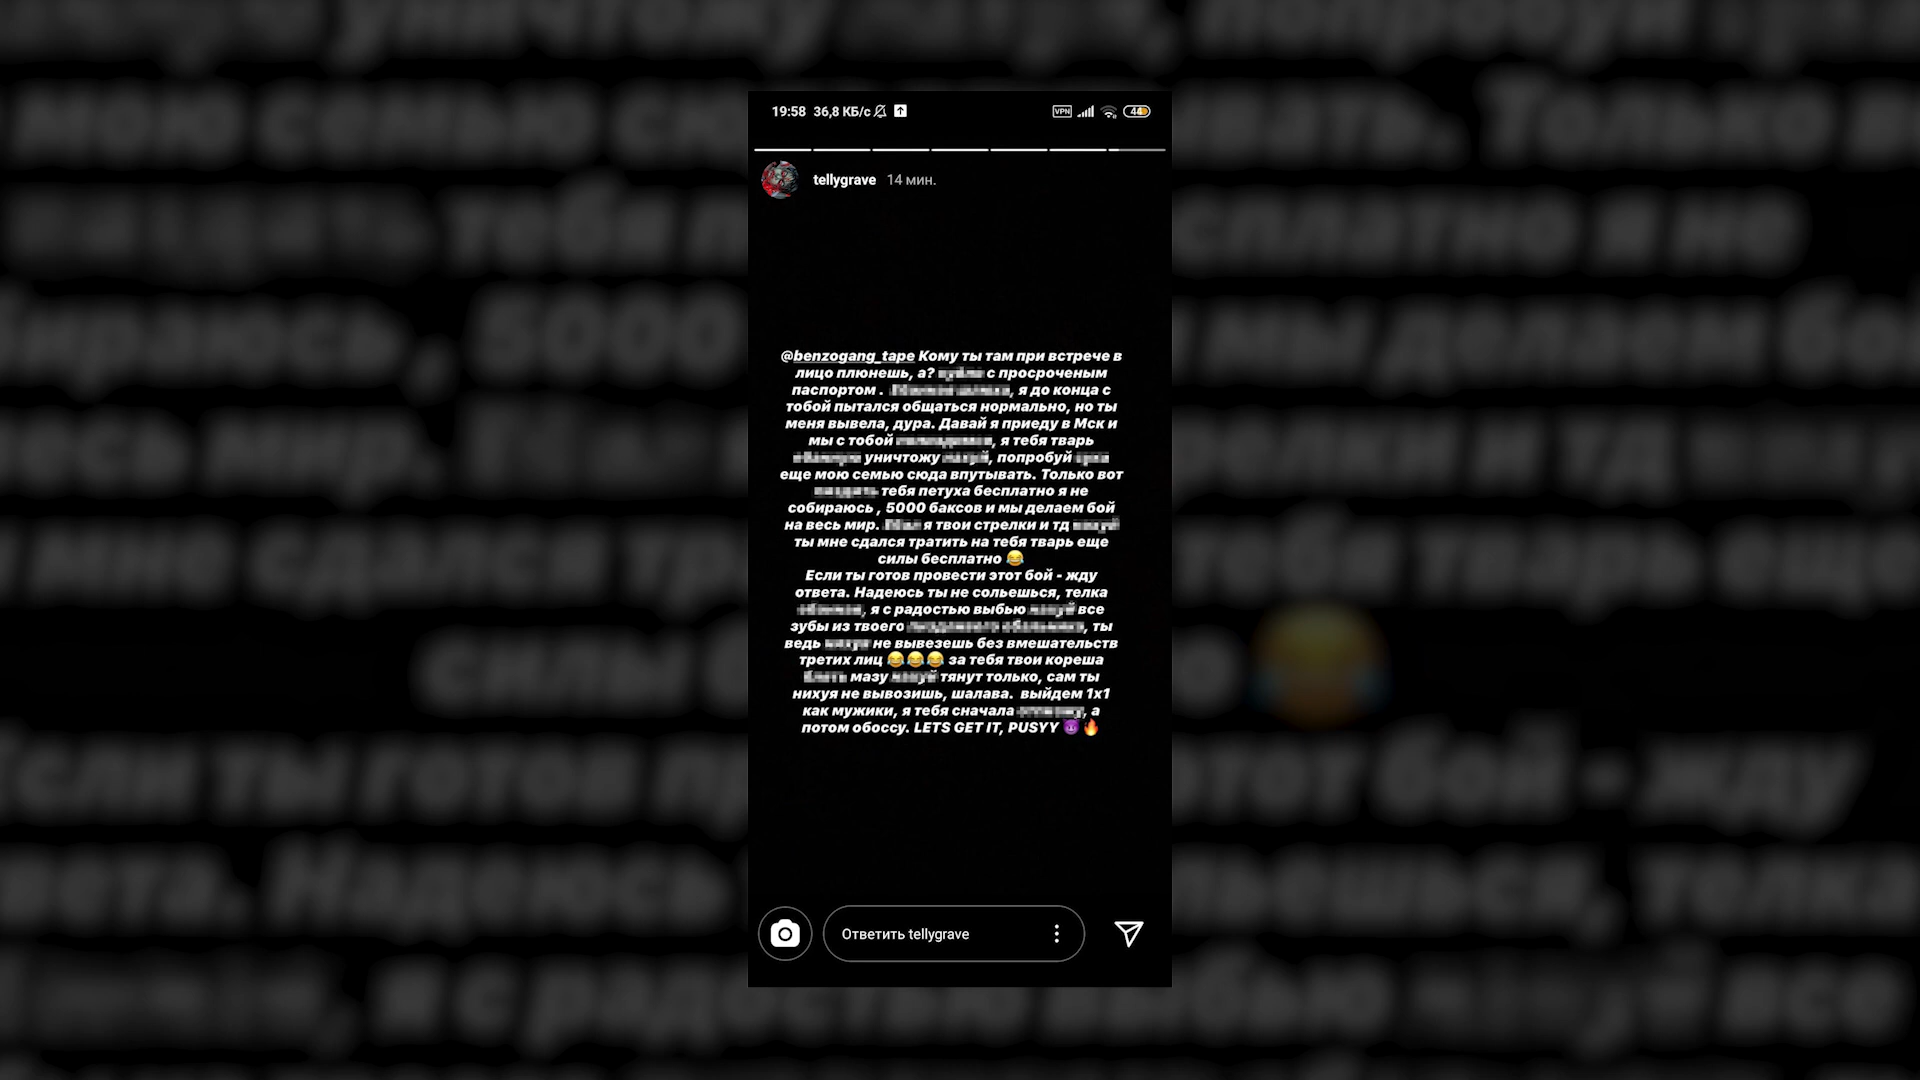 19:58 36,8 КБ/с VPN 44
tellygrave 14 мин.
@benzogang_tape Кому ты там при встрече в
лицо плюнешь, а? с просроченым
паспортом . , я до конца с
тобой пытался общаться нормально, но ты
меня вывела, дура. Давай я приеду в Мск и
мы с тобой , я тебя тварь
уничтожу , попробуй
еще мою семью сюда впутывать. Только вот
тебя петуха бесплатно я не
собираюсь , 5000 баксов и мы делаем бой
на весь мир. я твои стрелки и тд
ты мне сдался тратить на тебя тварь еще
силы бесплатно 😂
Если ты готов провести этот бой - жду
ответа. Надеюсь ты не сольешься, телка
, я с радостью выбью все
зубы из твоего , ты
ведь не вывезешь без вмешательств
третих лиц 😂😂😂 за тебя твои кореша
мазу тянут только, сам ты
нихуя не вывозишь, шалава. выйдем 1х1
как мужики, я тебя сначала , а
потом обоссу. LETS GET IT, PUSYY 😈🔥
Ответить tellygrave